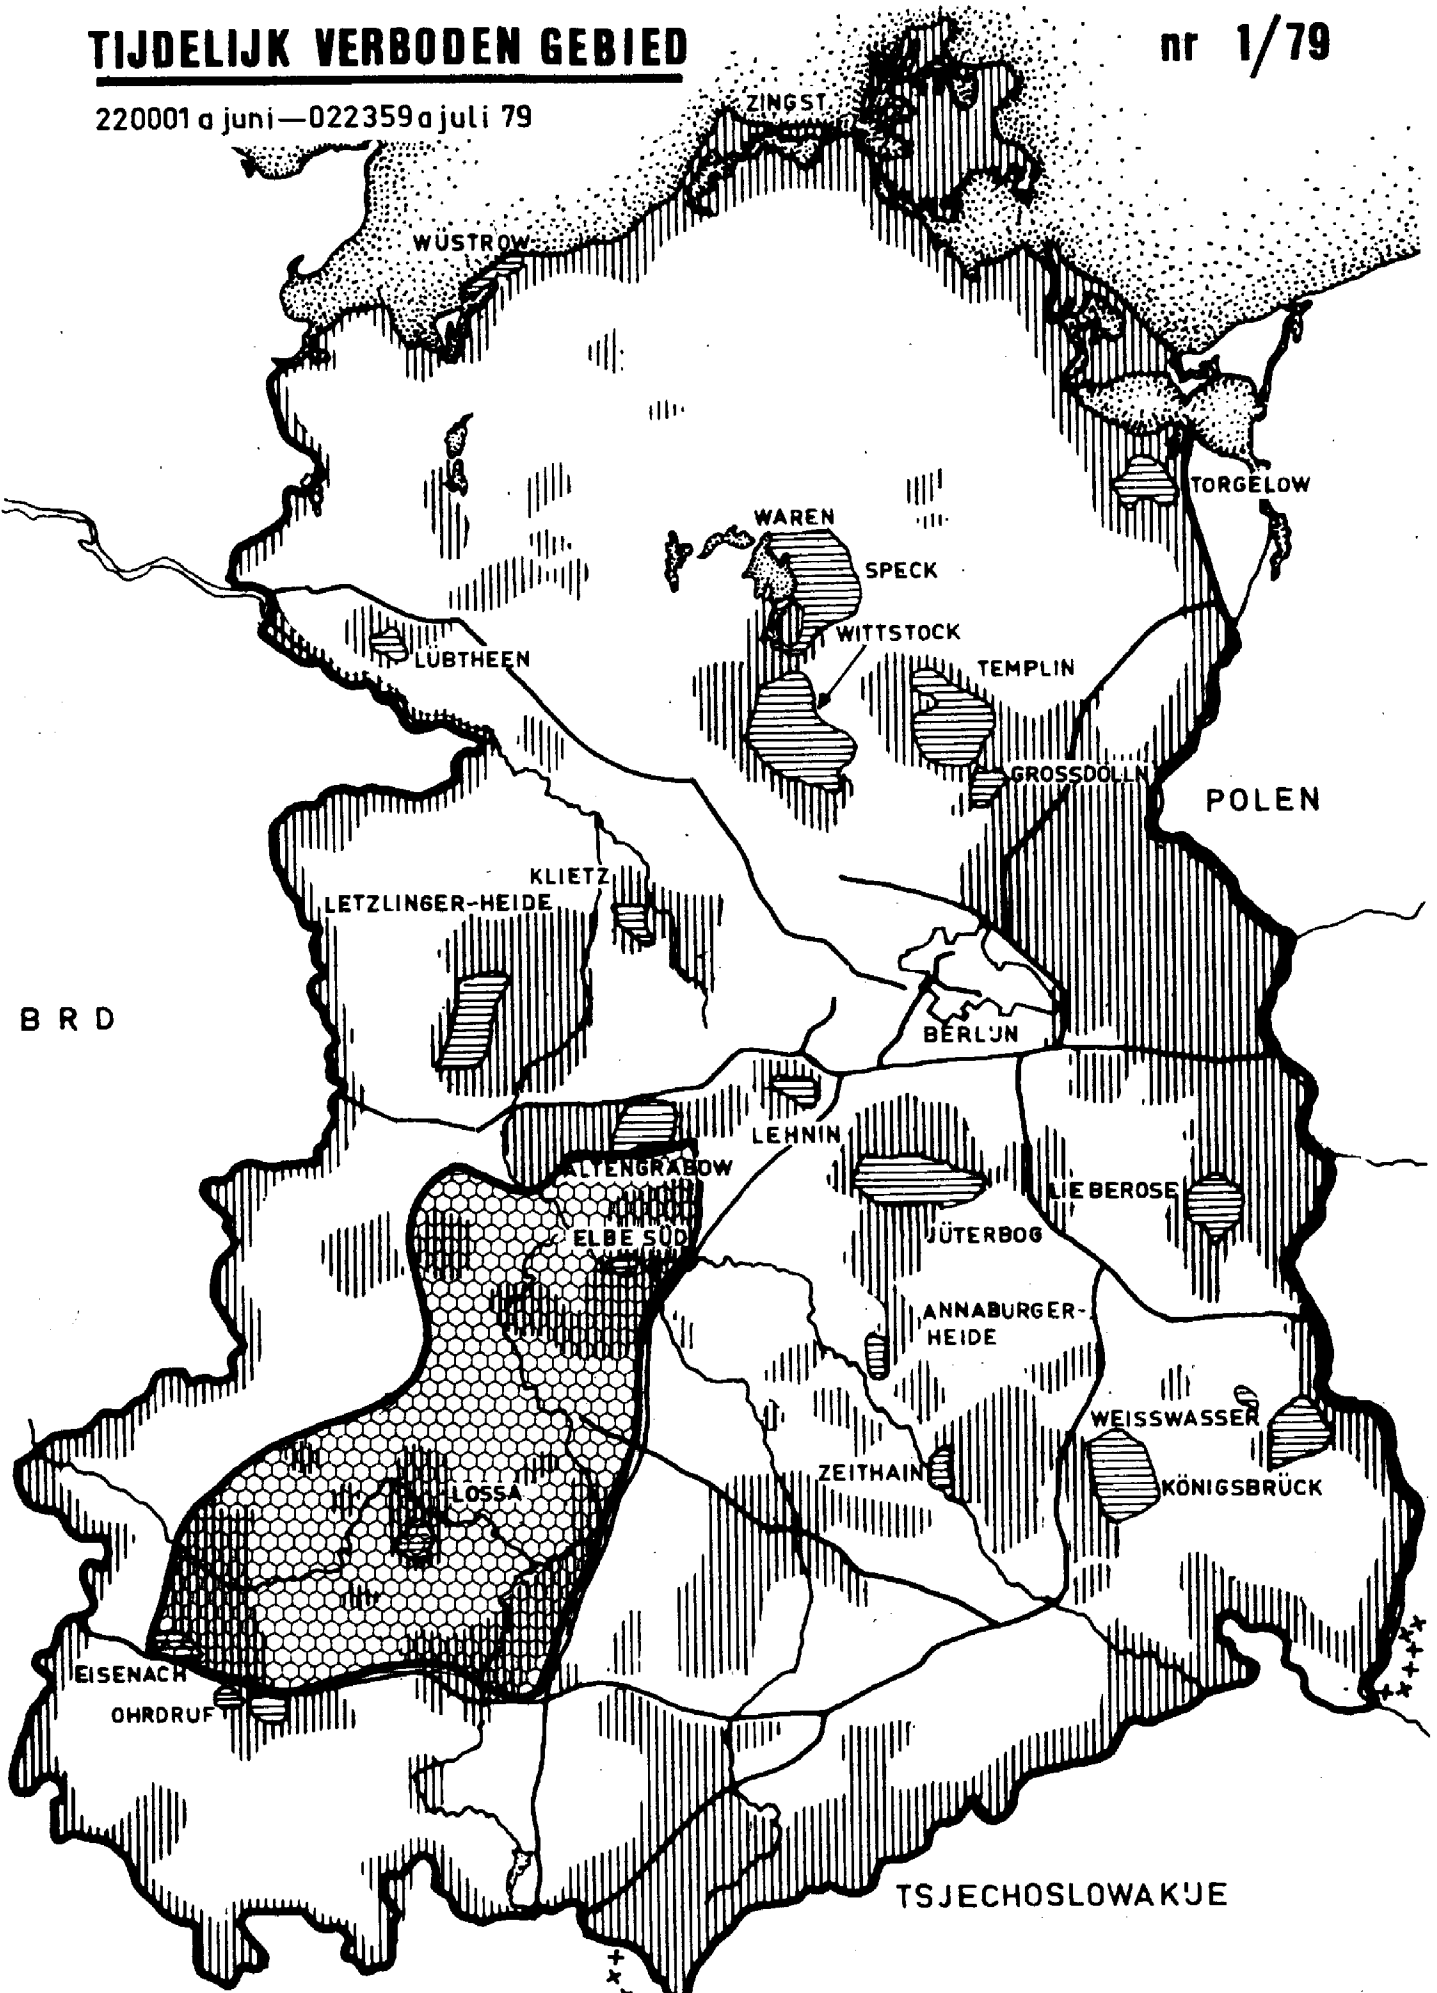 TIJDELIJK VERBODEN GEBIED
nr 1/79
220001 a juni—022359 a juli 79
ZINGST
WÜSTROW
TORGELOW
WAREN
SPECK
WITTSTOCK
LÜBTHEEN
TEMPLIN
GROSSDÖLLN
POLEN
KLIETZ
LETZLINGER-HEIDE
BRD
BERLIJN
LEHNIN
ALTENGRABOW
LIEBEROSE
ELBE SÜD
JÜTERBOG
ANNABURGER-
HEIDE
WEISSWASSER
ZEITHAIN
KÖNIGSBRÜCK
LOSSA
EISENACH
OHRDRUF
TSJECHOSLOWAKIJE